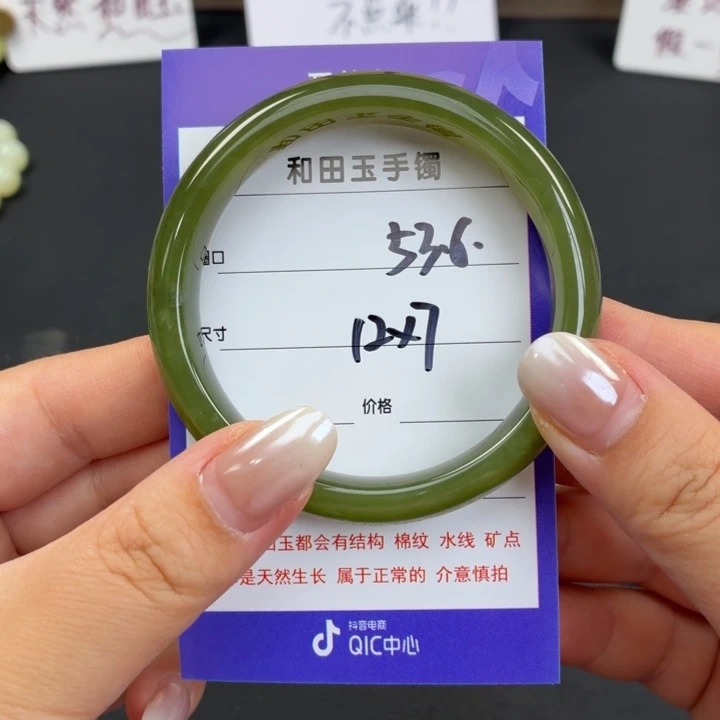 和田玉手镯
口 53.6.
尺寸 12x7
价格
田玉都会有结构 棉纹 水线 矿点
是天然生长 属于正常的 介意慎拍
抖音电商
QIC中心